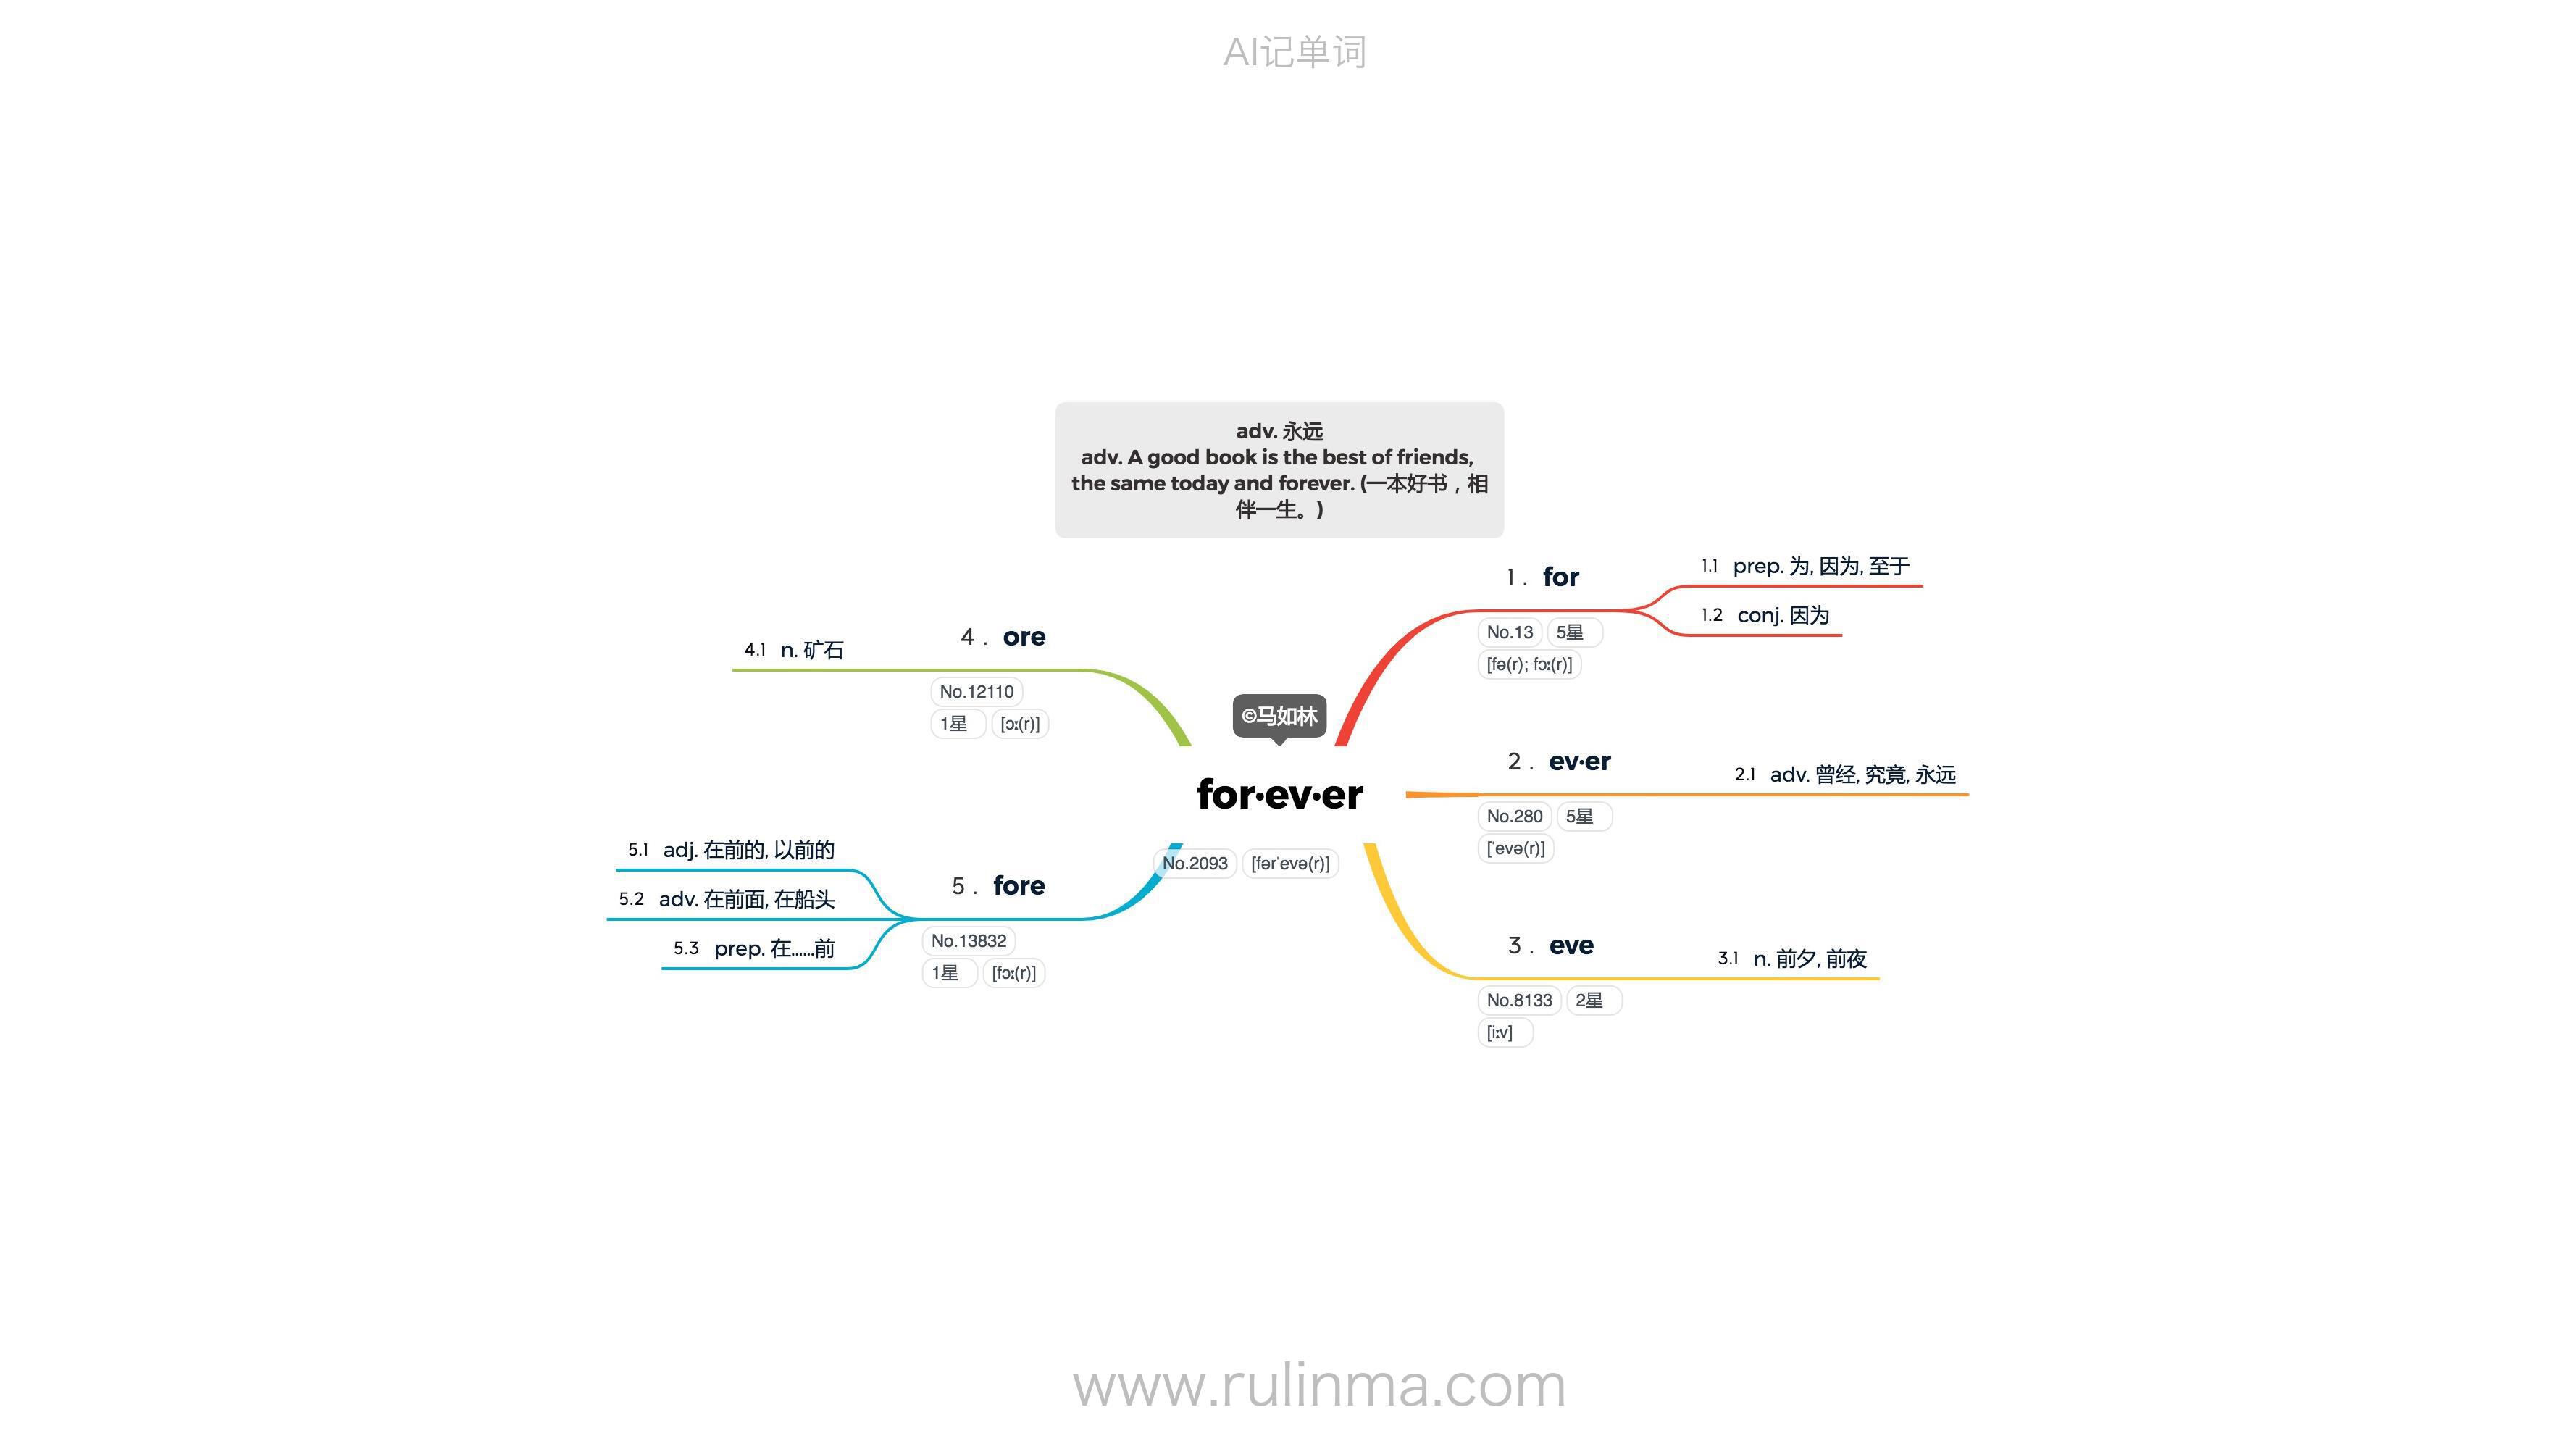 AI记单词
adv. 永远
adv. A good book is the best of friends,
the same today and forever. (一本好书，相
伴一生。)
©马如林
for·ev·er
No.2093 [fərˈevə(r)]
1. for
No.13 5星
[fə(r); fɔː(r)]
1.1 prep. 为, 因为, 至于
1.2 conj. 因为
2. ev·er
No.280 5星
[ˈevə(r)]
2.1 adv. 曾经, 究竟, 永远
3. eve
No.8133 2星
[iːv]
3.1 n. 前夕, 前夜
4. ore
No.12110
1星 [ɔː(r)]
4.1 n. 矿石
5. fore
No.13832
1星 [fɔː(r)]
5.1 adj. 在前的, 以前的
5.2 adv. 在前面, 在船头
5.3 prep. 在……前
www.rulinma.com